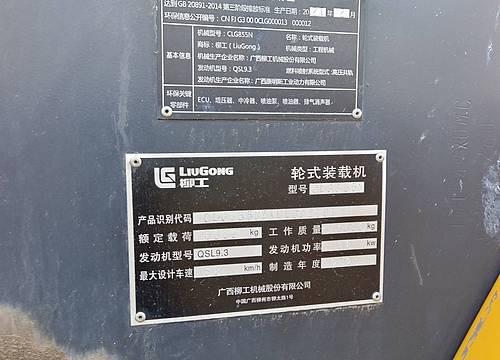 达到GB 20891-2014 第三阶段排放标准 生产日期: 20 年 月
环保信息公开编号: CN FJ G3 00 0CLG000013 000012
基本信息
机械型号: CLG855N 名称: 轮式装载机
商标: 柳工 (LiuGong) 机械类型: 工程机械
机械生产企业名称: 广西柳工机械股份有限公司
发动机型号: QSL9.3 燃料喷射系统型式: 高压共轨
发动机生产企业名称: 广西康明斯工业动力有限公司
环保关键零部件
ECU、增压器、中冷器、喷油泵、喷油器、排气消声器
LIUGONG
柳工
轮式装载机
型号
产品识别代码
额定载荷 kg 工作质量 kg
发动机型号 QSL9.3 发动机功率 kw
最大设计车速 km/h 制造年度
广西柳工机械股份有限公司
中国广西柳州市柳太路1号